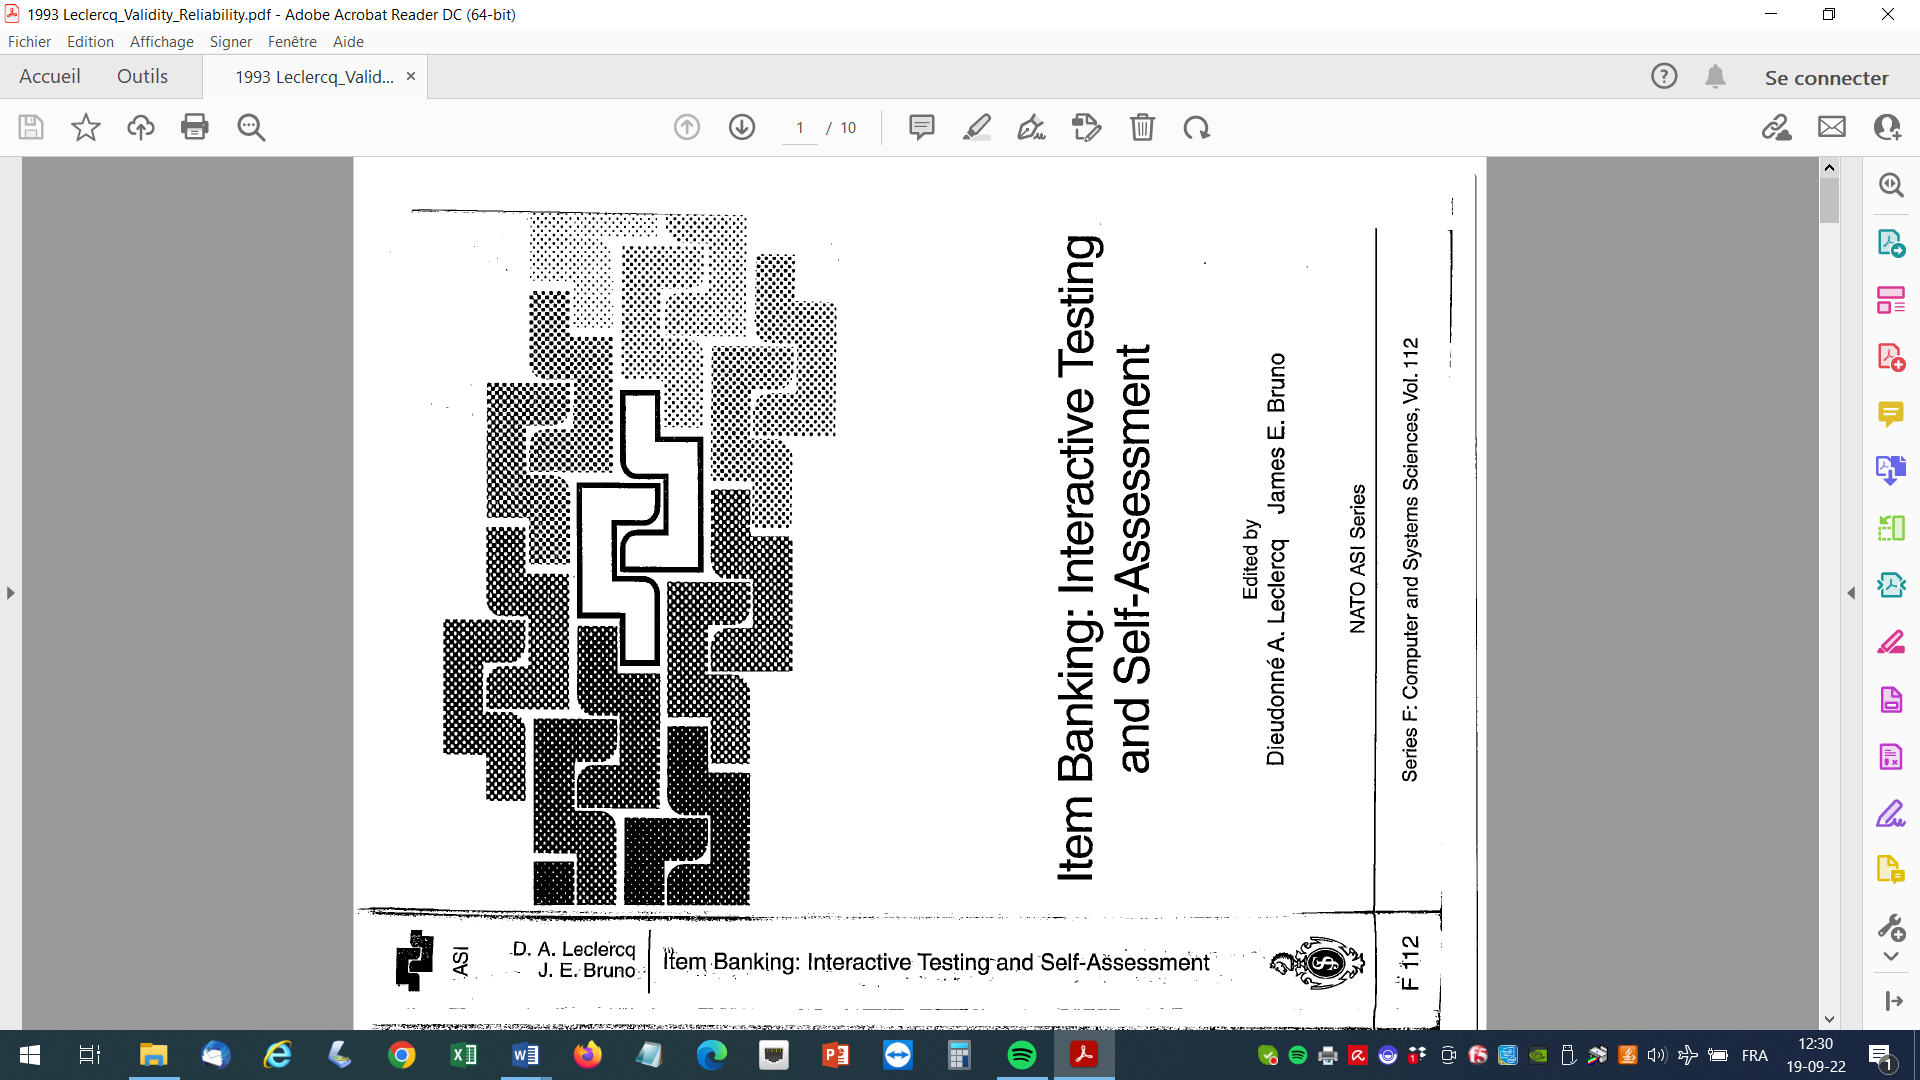 1993 Leclercq_Validity_Reliability.pdf - Adobe Acrobat Reader DC (64-bit)
Fichier Edition Affichage Signer Fenêtre Aide
Accueil Outils 1993 Leclercq_Valid... × Se connecter
1 / 10
Item Banking: Interactive Testing
and Self-Assessment
Edited by
Dieudonné A. Leclercq James E. Bruno
NATO ASI Series
Series F: Computer and Systems Sciences, Vol. 112
ASI
D. A. Leclercq
J. E. Bruno
Item Banking: Interactive Testing and Self-Assessment
F 112
FRA
12:30
19-09-22
1